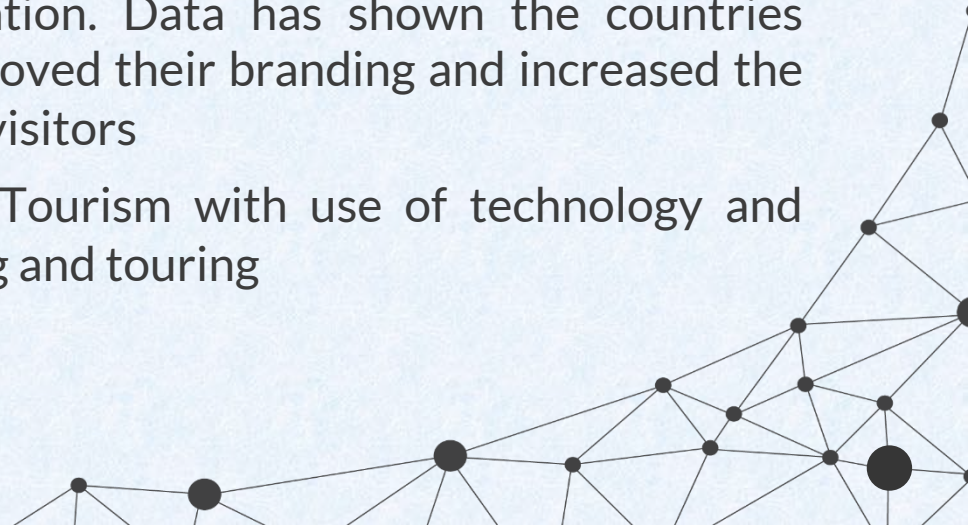 ation. Data has shown the countries
oved their branding and increased the
visitors
Tourism with use of technology and
g and touring